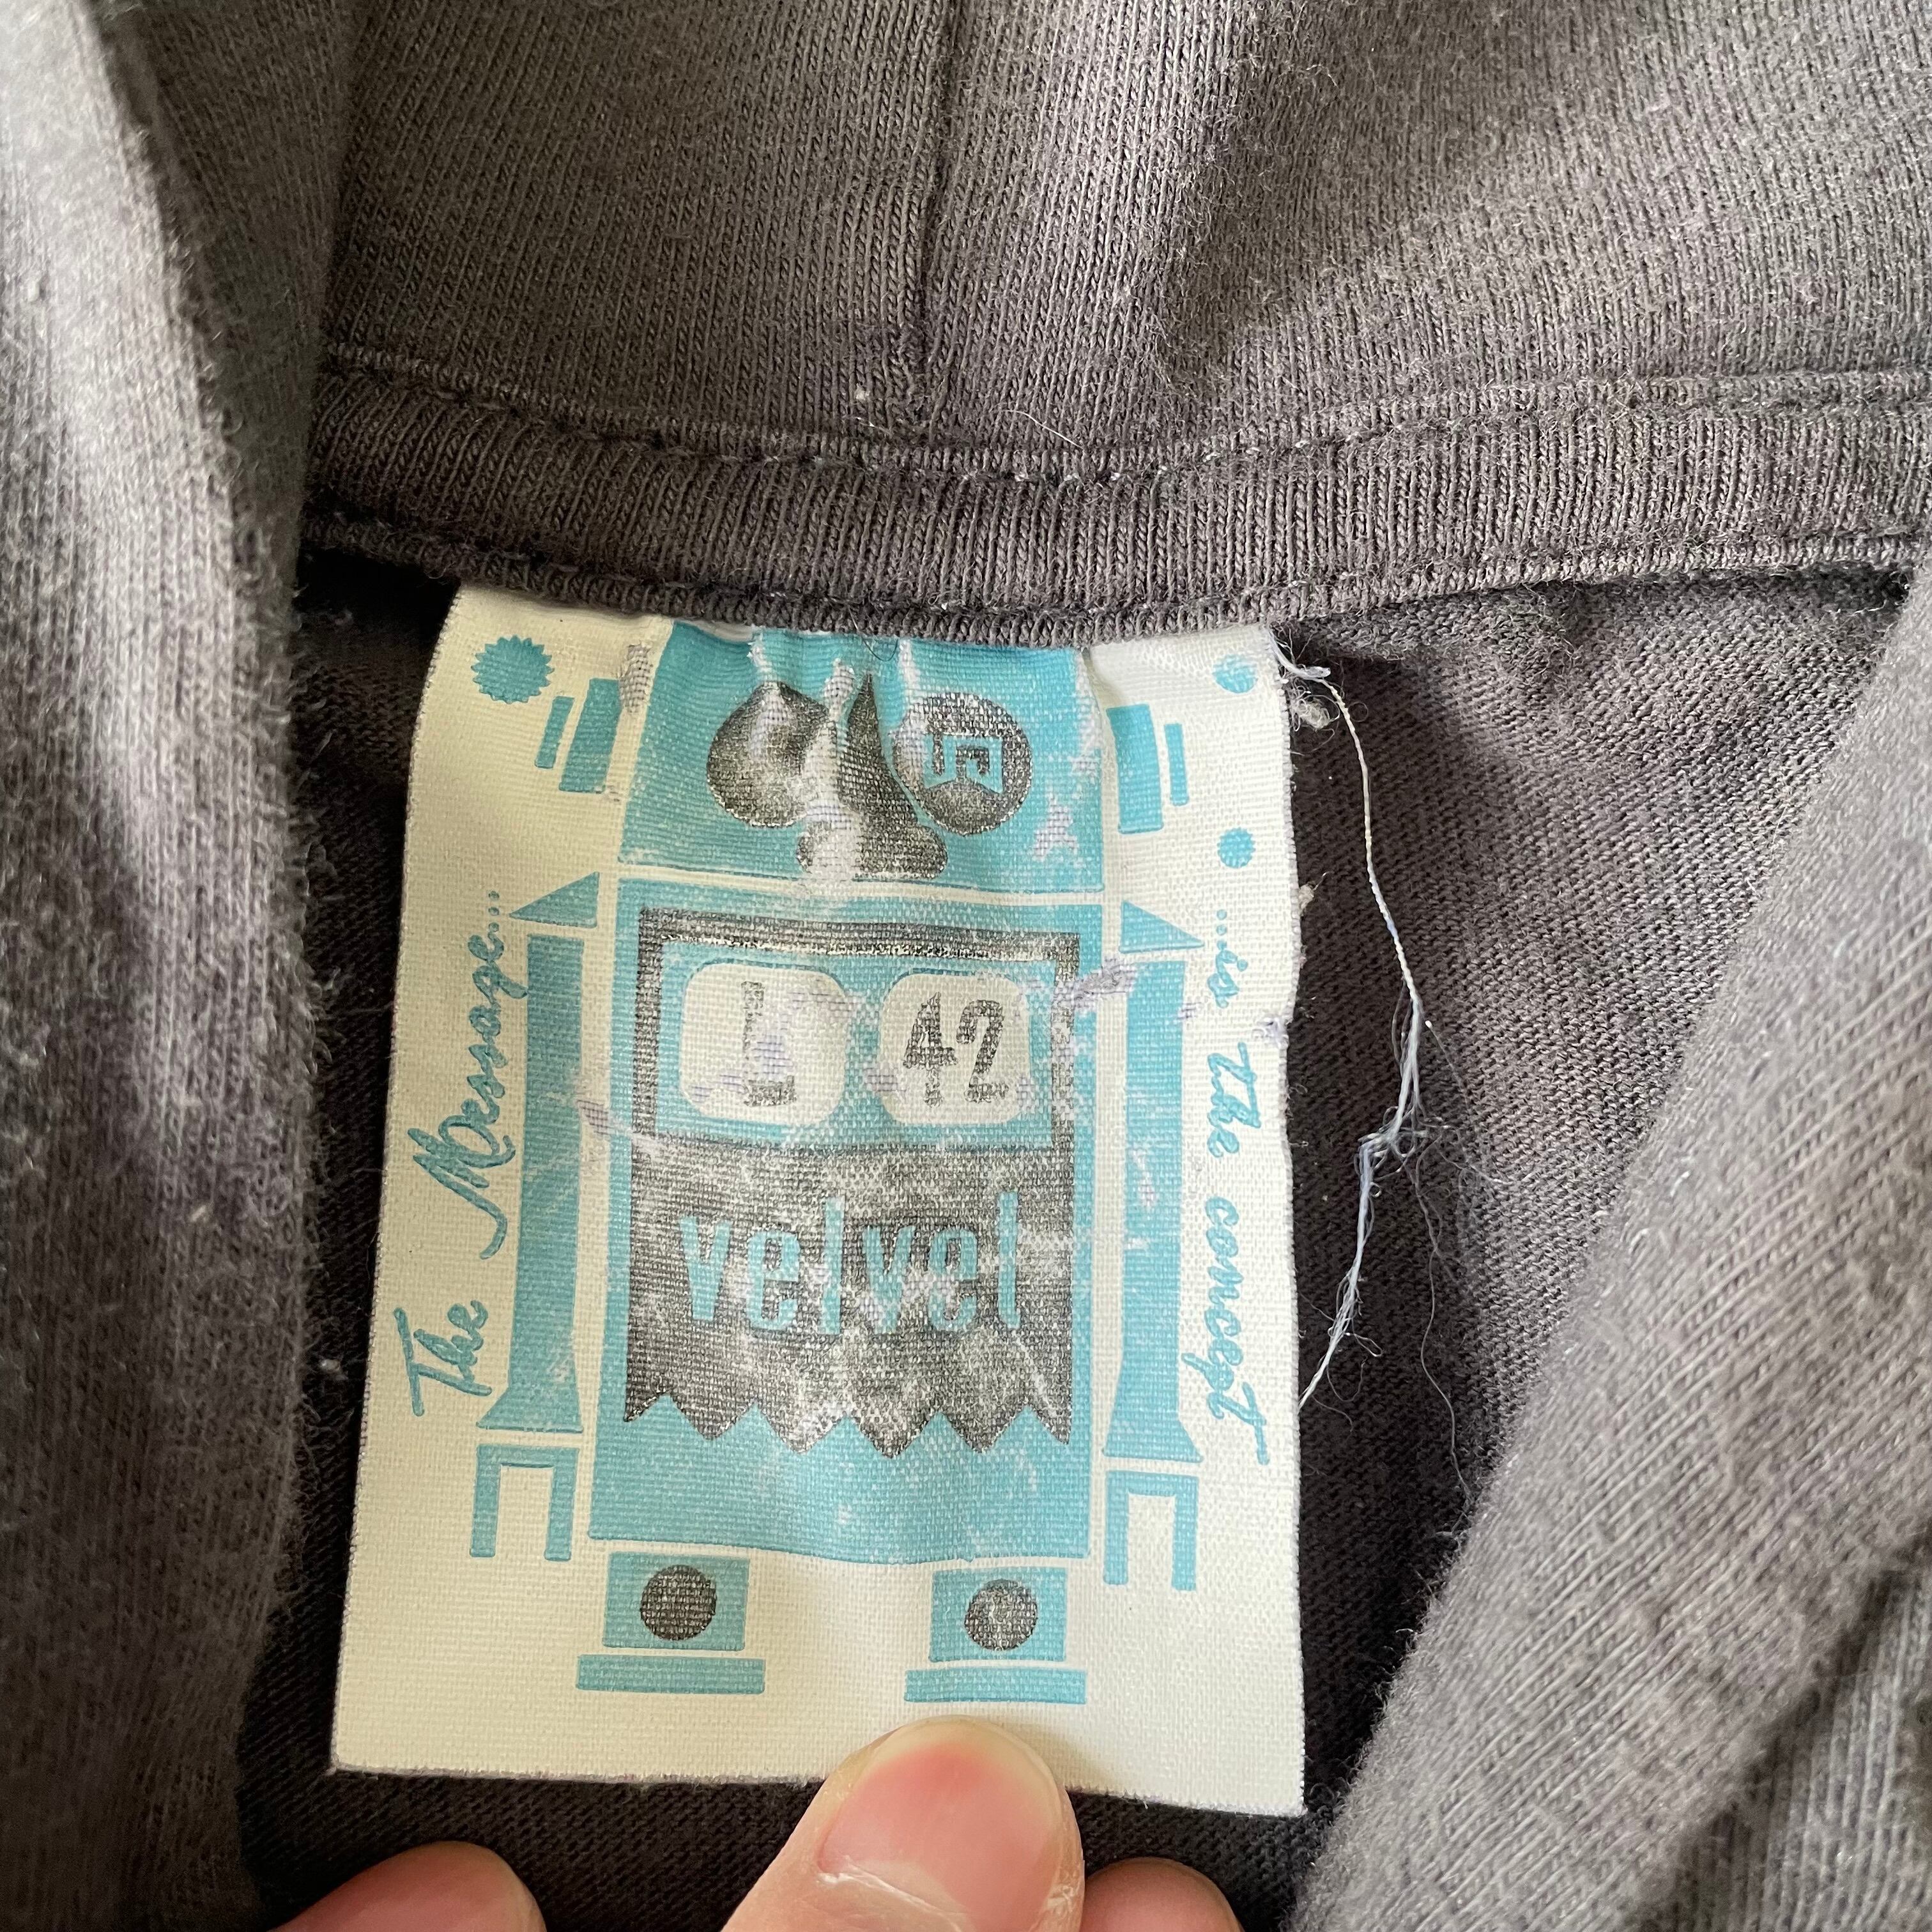 The Message...
L 42
velvet
...is the concept